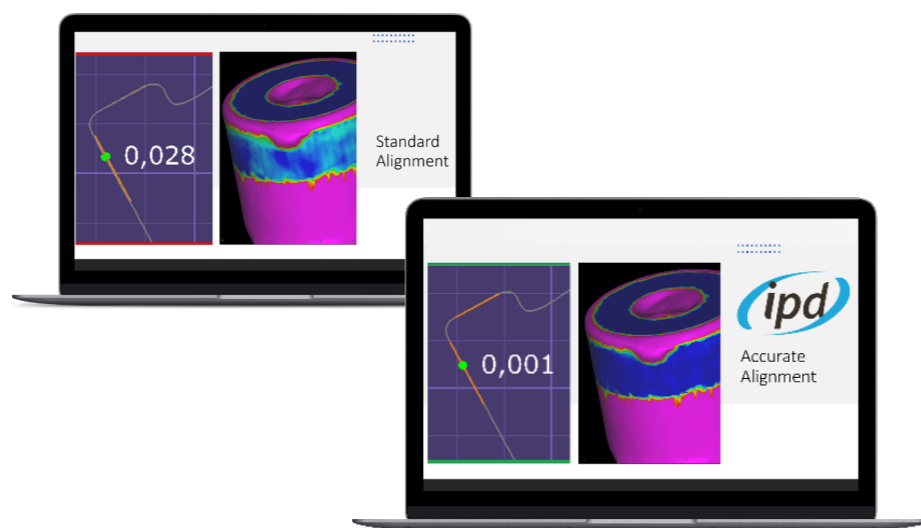 0,028
Standard
Alignment
0,001
ipd
Accurate
Alignment